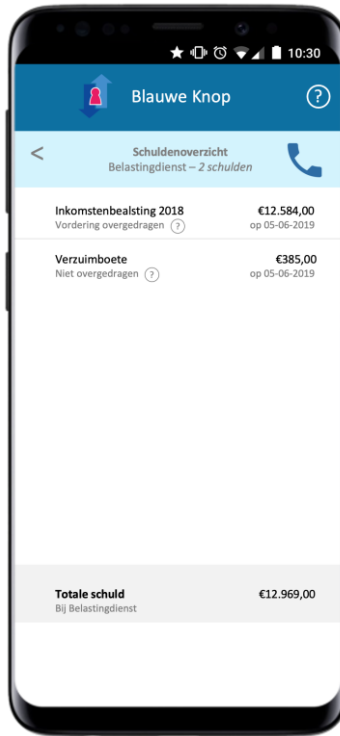 10:30
Blauwe Knop
?
<
Schuldenoverzicht
Belastingdienst – 2 schulden
Inkomstenbealsting 2018 €12.584,00
Vordering overgedragen ? op 05-06-2019
Verzuimboete €385,00
Niet overgedragen ? op 05-06-2019
Totale schuld €12.969,00
Bij Belastingdienst